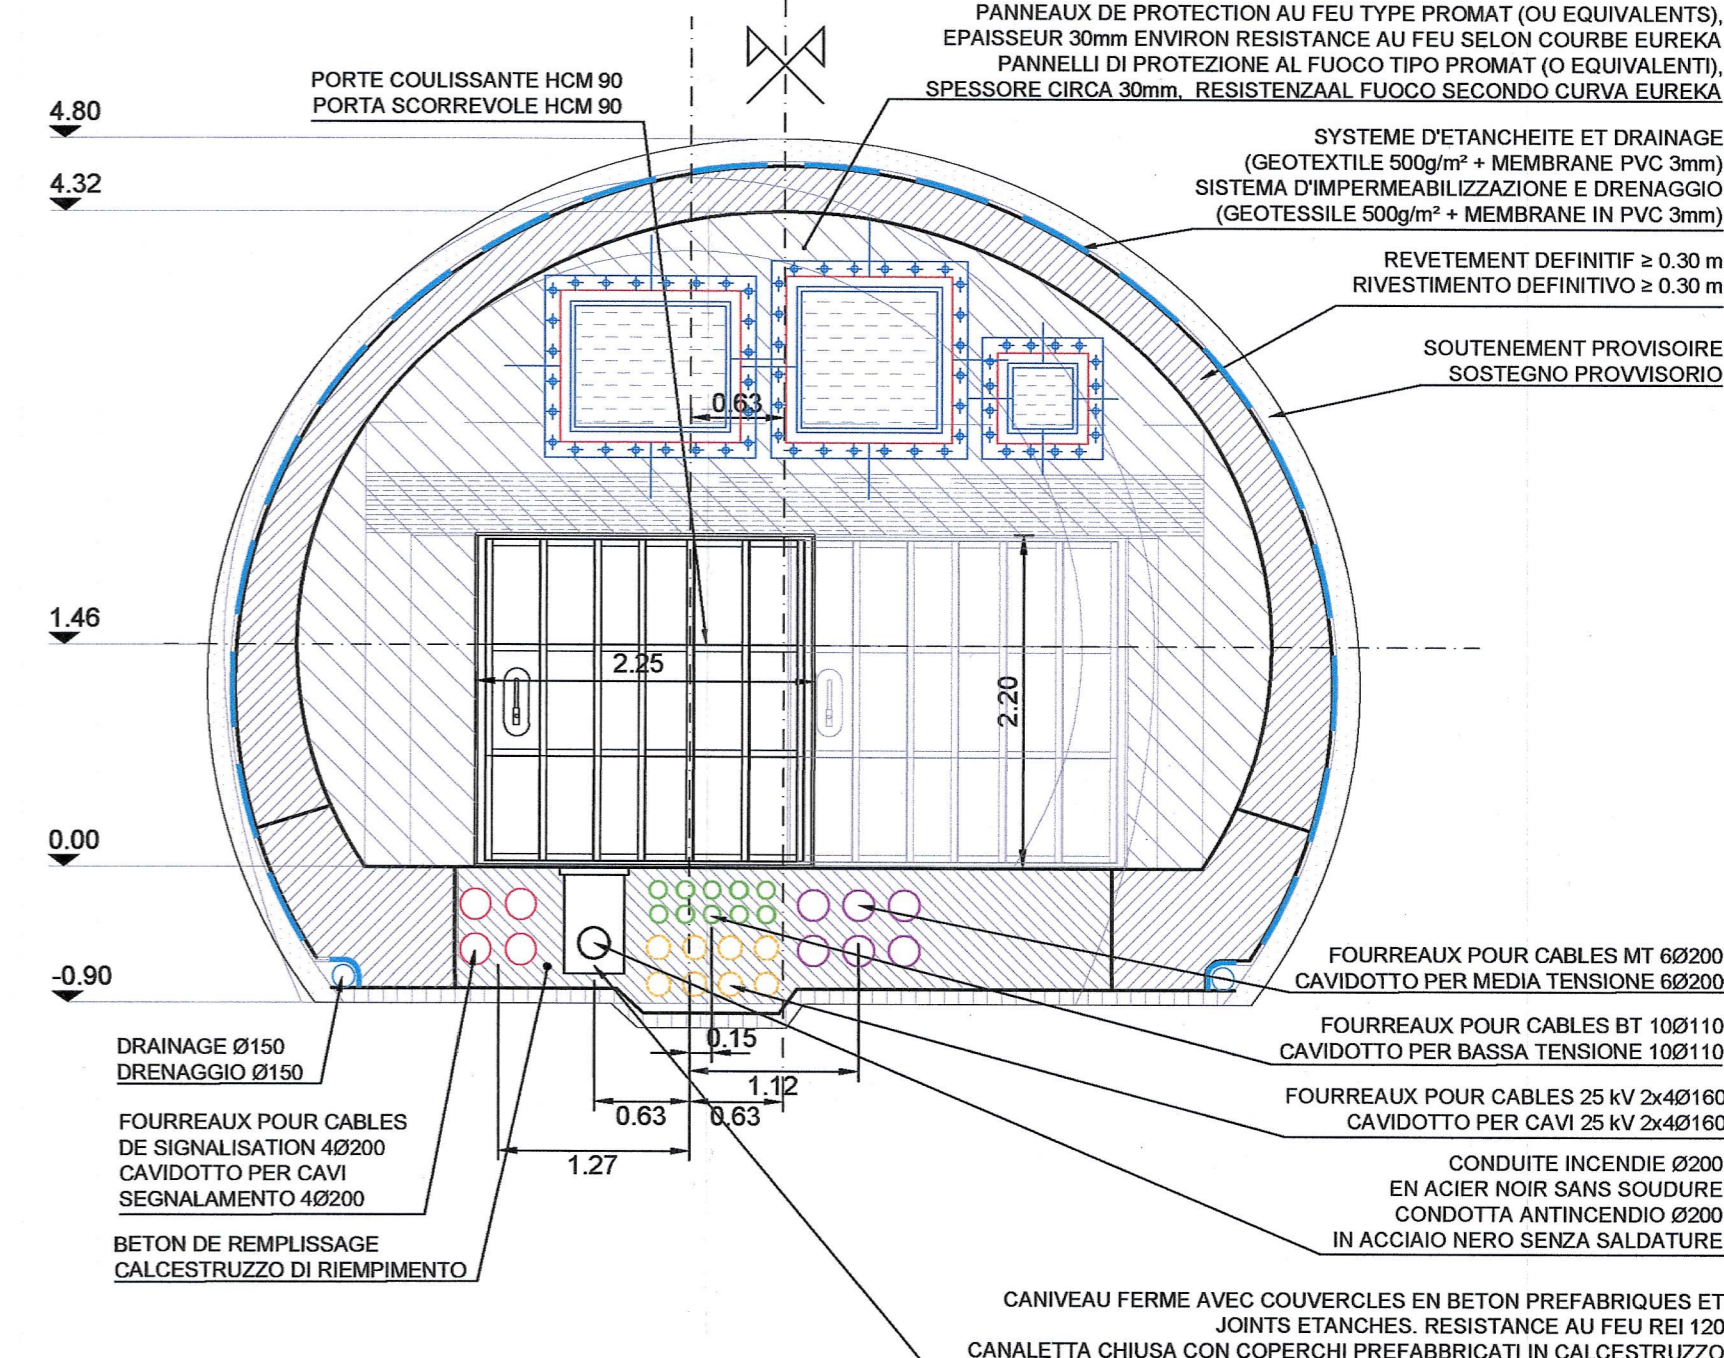 PANNEAUX DE PROTECTION AU FEU TYPE PROMAT (OU EQUIVALENTS),
EPAISSEUR 30mm ENVIRON RESISTANCE AU FEU SELON COURBE EUREKA
PANNELLI DI PROTEZIONE AL FUOCO TIPO PROMAT (O EQUIVALENTI),
SPESSORE CIRCA 30mm, RESISTENZAAL FUOCO SECONDO CURVA EUREKA
PORTE COULISSANTE HCM 90
PORTA SCORREVOLE HCM 90
4.80
SYSTEME D'ETANCHEITE ET DRAINAGE
(GEOTEXTILE 500g/m² + MEMBRANE PVC 3mm)
SISTEMA D'IMPERMEABILIZZAZIONE E DRENAGGIO
(GEOTESSILE 500g/m² + MEMBRANE IN PVC 3mm)
4.32
REVETEMENT DEFINITIF ≥ 0.30 m
RIVESTIMENTO DEFINITIVO ≥ 0.30 m
SOUTENEMENT PROVISOIRE
SOSTEGNO PROVVISORIO
0.63
1.46
2.25
2.20
0.00
-0.90
FOURREAUX POUR CABLES MT 6Ø200
CAVIDOTTO PER MEDIA TENSIONE 6Ø200
FOURREAUX POUR CABLES BT 10Ø110
CAVIDOTTO PER BASSA TENSIONE 10Ø110
0.15
1.12
0.63
0.63
1.27
DRAINAGE Ø150
DRENAGGIO Ø150
FOURREAUX POUR CABLES 25 kV 2x4Ø160
CAVIDOTTO PER CAVI 25 kV 2x4Ø160
FOURREAUX POUR CABLES
DE SIGNALISATION 4Ø200
CAVIDOTTO PER CAVI
SEGNALAMENTO 4Ø200
CONDUITE INCENDIE Ø200
EN ACIER NOIR SANS SOUDURE
CONDOTTA ANTINCENDIO Ø200
IN ACCIAIO NERO SENZA SALDATURE
BETON DE REMPLISSAGE
CALCESTRUZZO DI RIEMPIMENTO
CANIVEAU FERME AVEC COUVERCLES EN BETON PREFABRIQUES ET
JOINTS ETANCHES. RESISTANCE AU FEU REI 120
CANALETTA CHIUSA CON COPERCHI PREFABBRICATI IN CALCESTRUZZO